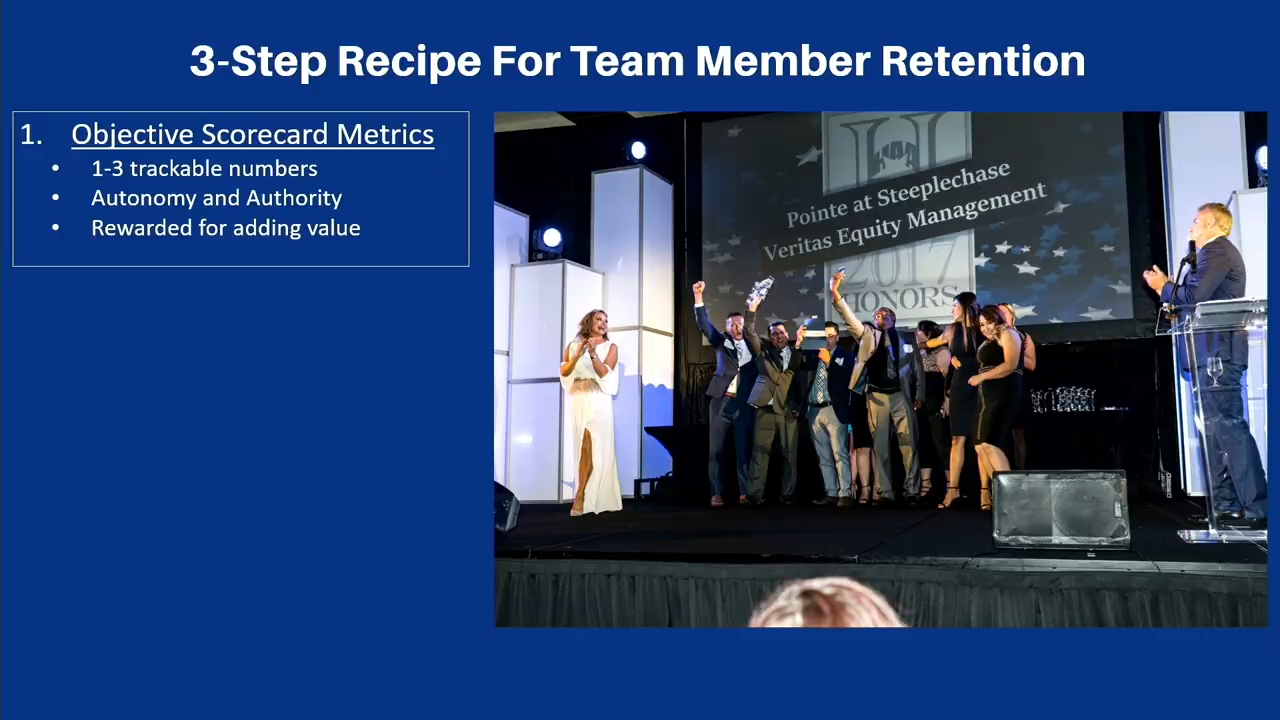 3-Step Recipe For Team Member Retention
1. Objective Scorecard Metrics
• 1-3 trackable numbers
• Autonomy and Authority
• Rewarded for adding value
Pointe at Steeplechase
Veritas Equity Management
2017
HONORS